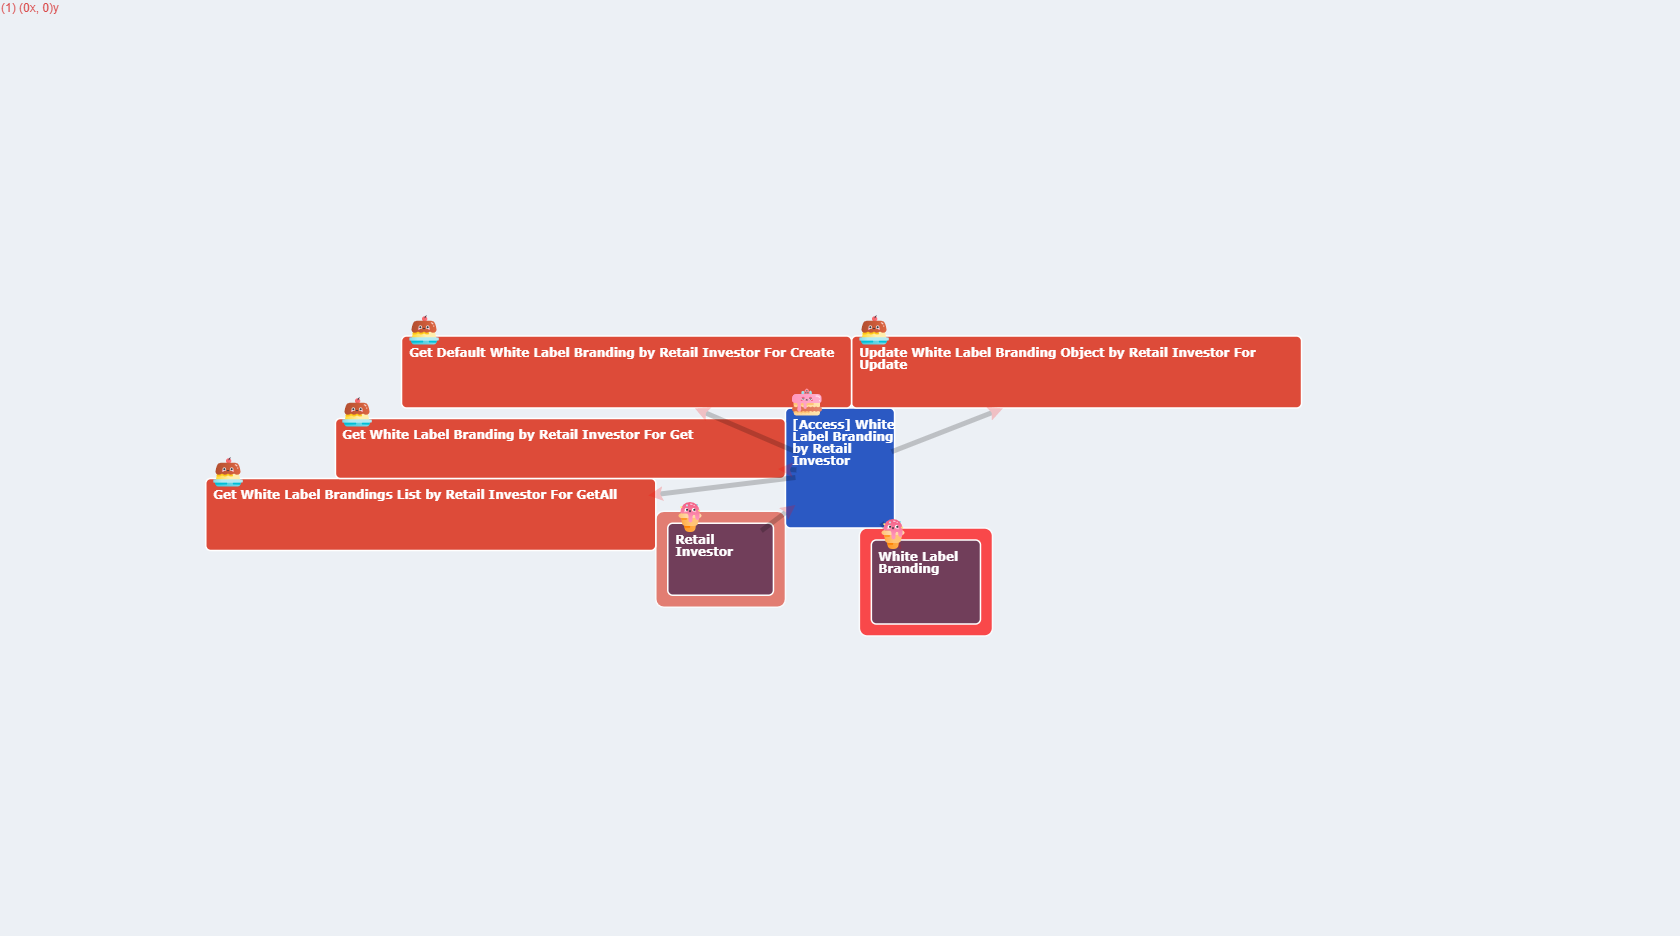 (1) (0x, 0)y
Get Default White Label Branding by Retail Investor For Create
Update White Label Branding Object by Retail Investor For
Update
[Access] White
Label Branding
by Retail
Investor
Get White Label Branding by Retail Investor For Get
Get White Label Brandings List by Retail Investor For GetAll
Retail
Investor
White Label
Branding